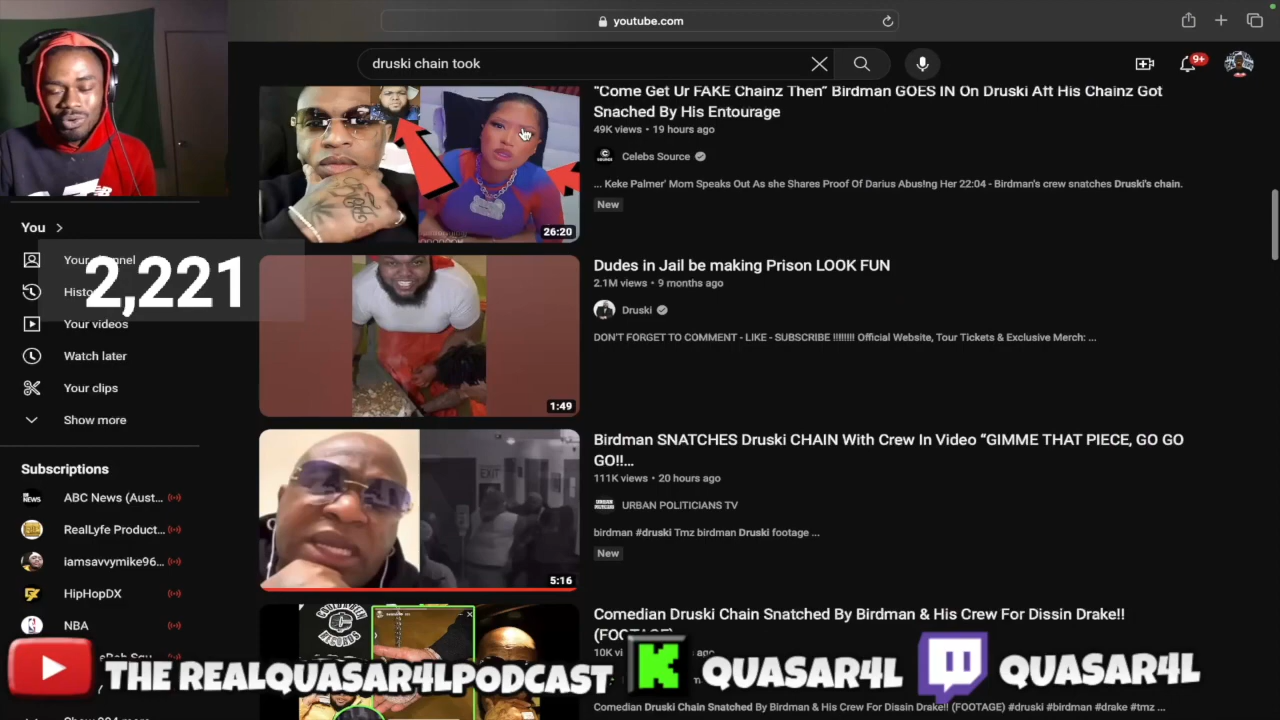 youtube.com
druski chain took
9+
"Come Get Ur FAKE Chainz Then" Birdman GOES IN On Druski Aft His Chainz Got
Snached By His Entourage
49K views • 19 hours ago
Celebs Source
... Keke Palmer' Mom Speaks Out As she Shares Proof Of Darius Abus!ng Her 22:04 - Birdman's crew snatches Druski's chain.
New
26:20
You
Your channel
2,221
Your videos
Watch later
Your clips
Show more
Dudes in Jail be making Prison LOOK FUN
2.1M views • 9 months ago
Druski
DON'T FORGET TO COMMENT - LIKE - SUBSCRIBE !!!!!!!! Official Website, Tour Tickets & Exclusive Merch: ...
1:49
Birdman SNATCHES Druski CHAIN With Crew In Video "GIMME THAT PIECE, GO GO
GO!!...
111K views • 20 hours ago
URBAN POLITICIANS TV
birdman #druski Tmz birdman Druski footage ...
New
EXIT
5:16
Subscriptions
ABC News (Aust...
RealLyfe Product...
iamsavvymike96...
HipHopDX
NBA
Comedian Druski Chain Snatched By Birdman & His Crew For Dissin Drake!!
(FOOTAGE)
10K
THE REALQUASAR4LPODCAST
QUASAR4L
QUASAR4L
Comedian Druski Chain Snatched By Birdman & His Crew For Dissin Drake!! (FOOTAGE) #druski #birdman #drake #tmz ...